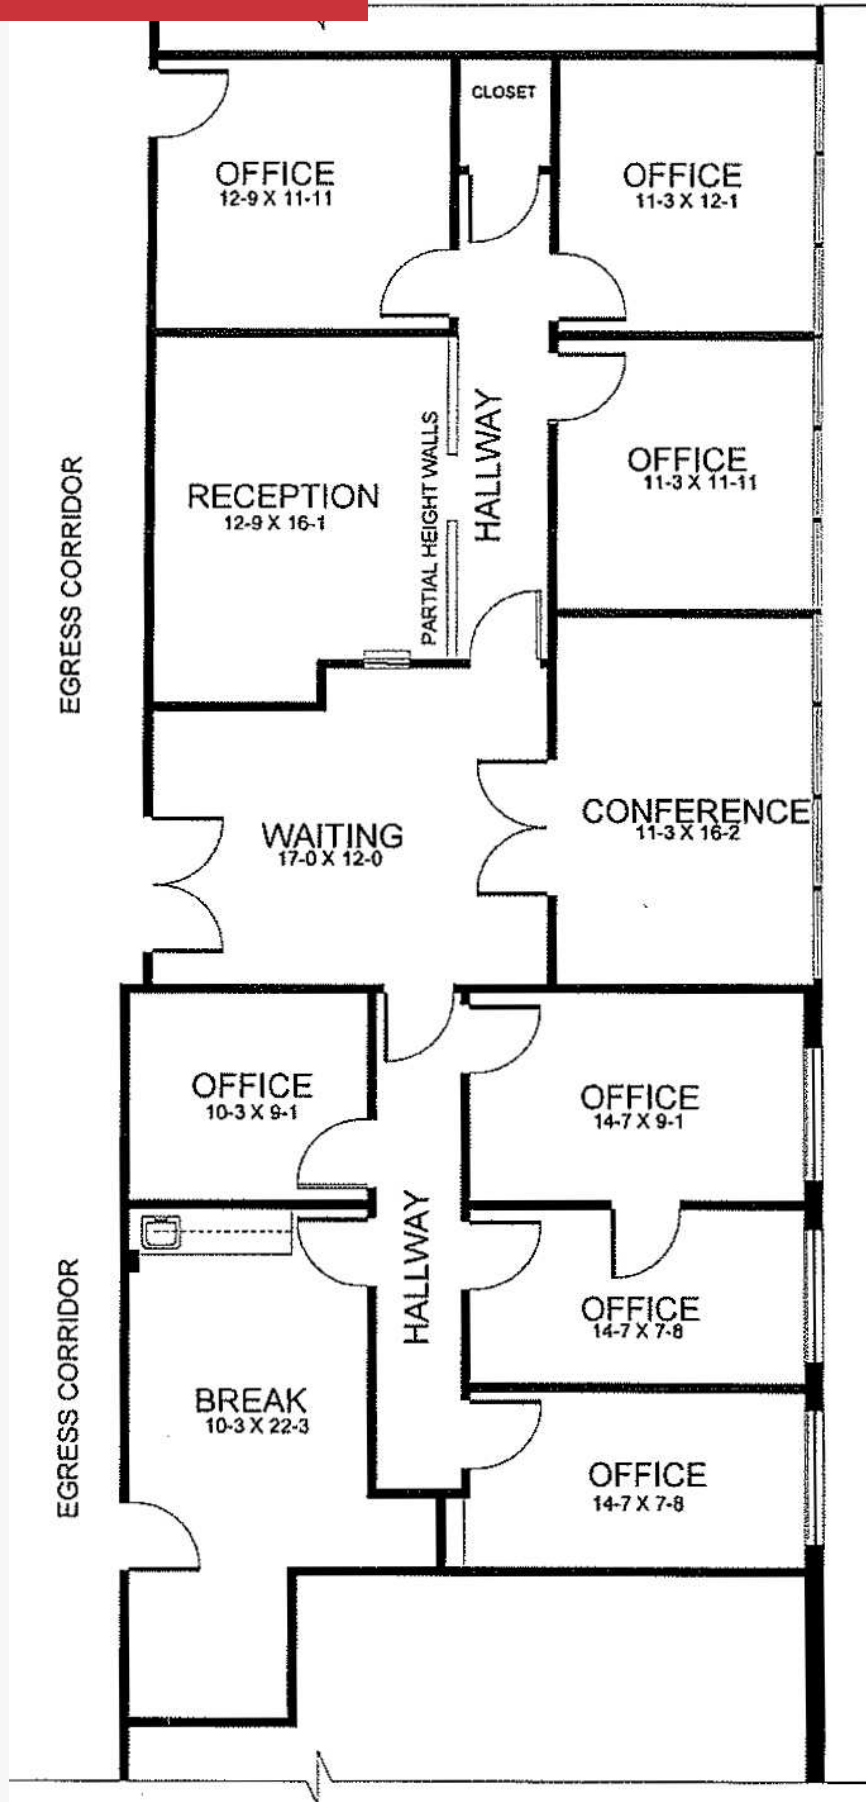 CLOSET
OFFICE
12-9 X 11-11
OFFICE
11-3 X 12-1
HALLWAY
PARTIAL HEIGHT WALLS
OFFICE
11-3 X 11-11
RECEPTION
12-9 X 16-1
EGRESS CORRIDOR
CONFERENCE
11-3 X 16-2
WAITING
17-0 X 12-0
OFFICE
10-3 X 9-1
OFFICE
14-7 X 9-1
HALLWAY
OFFICE
14-7 X 7-8
EGRESS CORRIDOR
BREAK
10-3 X 22-3
OFFICE
14-7 X 7-8